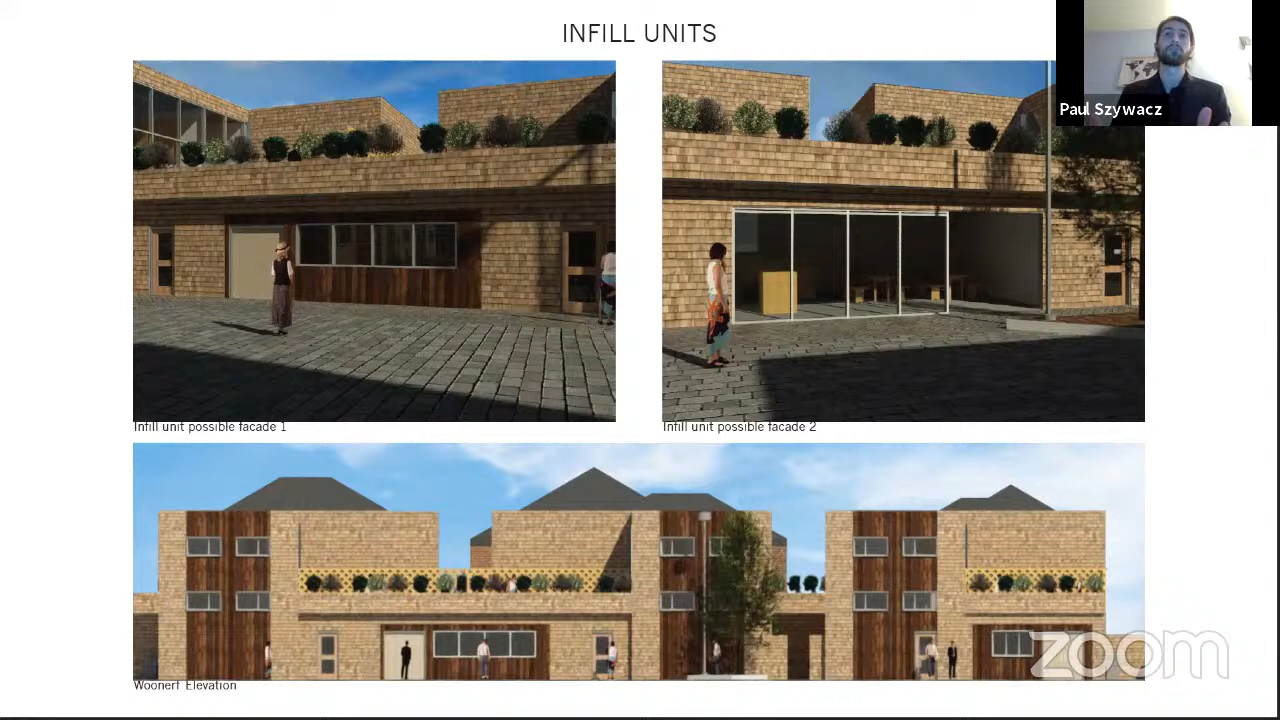 INFILL UNITS
Paul Szywacz
Infill unit possible facade 1
Infill unit possible facade 2
zoom
Woonerf Elevation